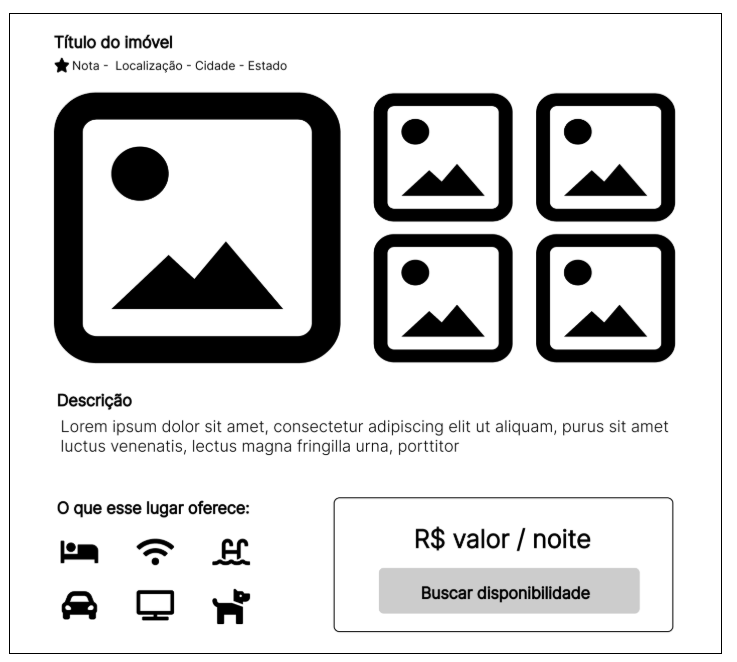 Título do imóvel
Nota - Localização - Cidade - Estado
Descrição
Lorem ipsum dolor sit amet, consectetur adipiscing elit ut aliquam, purus sit amet
luctus venenatis, lectus magna fringilla urna, porttitor
O que esse lugar oferece:
R$ valor / noite
Buscar disponibilidade